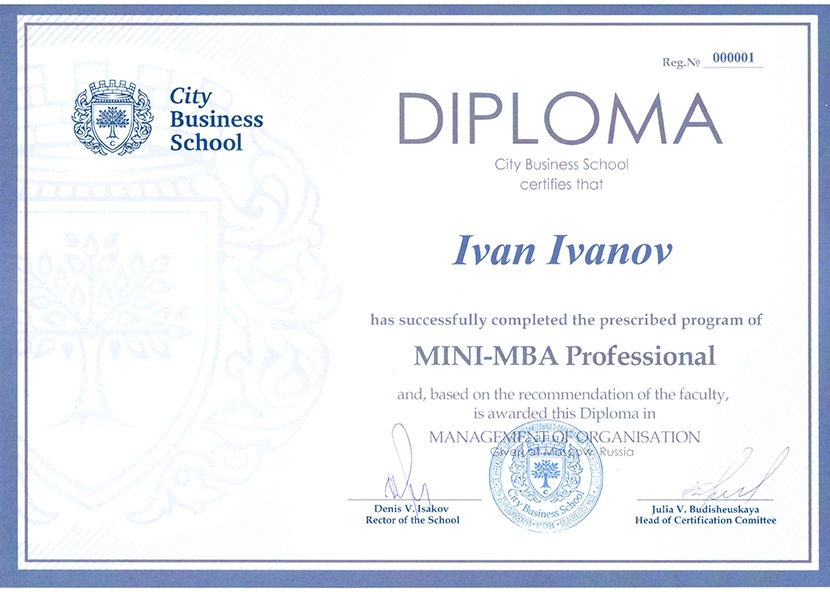 Reg.№ 000001
City
Business
School
DIPLOMA
City Business School
certifies that
Ivan Ivanov
has successfully completed the prescribed program of
MINI-MBA Professional
and, based on the recommendation of the faculty,
is awarded this Diploma in
MANAGEMENT OF ORGANISATION
Given at Moscow, Russia
City Business School
C
Denis V. Isakov
Rector of the School
Julia V. Budisheuskaya
Head of Certification Comittee